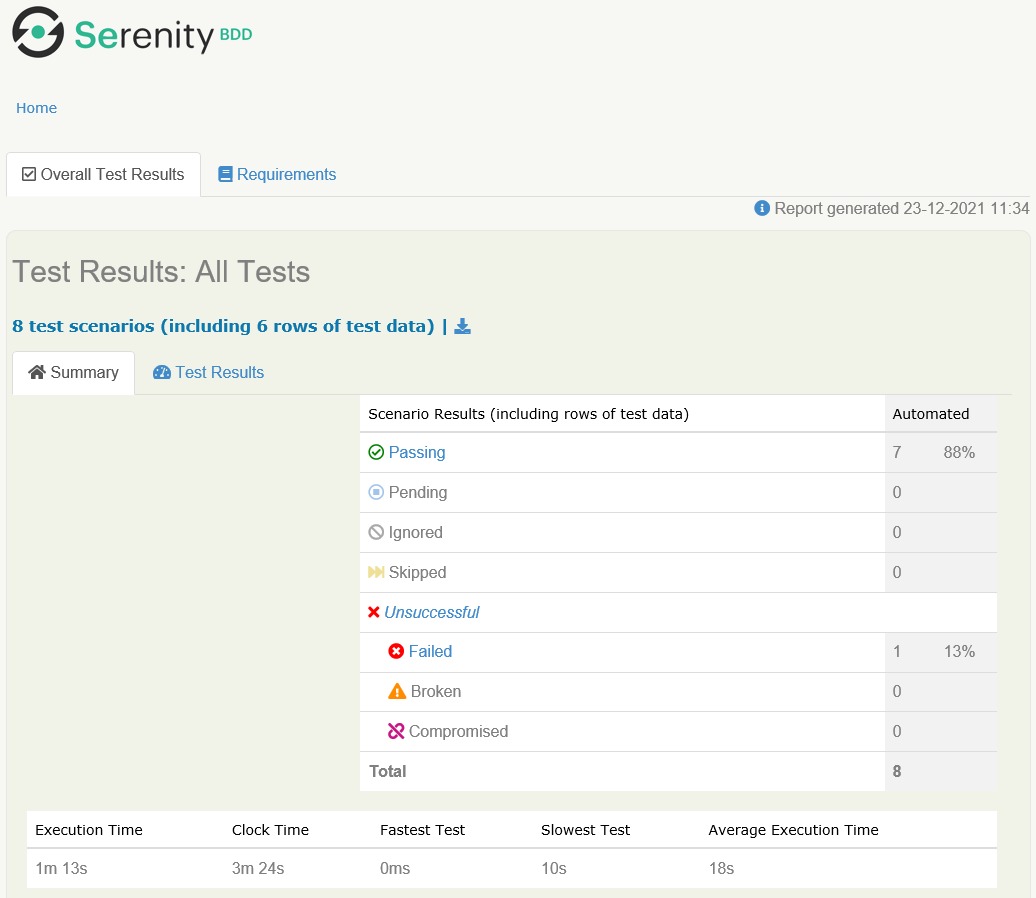 Serenity BDD
Home
Overall Test Results Requirements
Report generated 23-12-2021 11:34
Test Results: All Tests
8 test scenarios (including 6 rows of test data) |
Summary Test Results
Scenario Results (including rows of test data) Automated
Passing 7 88%
Pending 0
Ignored 0
Skipped 0
Unsuccessful
Failed 1 13%
Broken 0
Compromised 0
Total 8
Execution Time Clock Time Fastest Test Slowest Test Average Execution Time
1m 13s 3m 24s 0ms 10s 18s